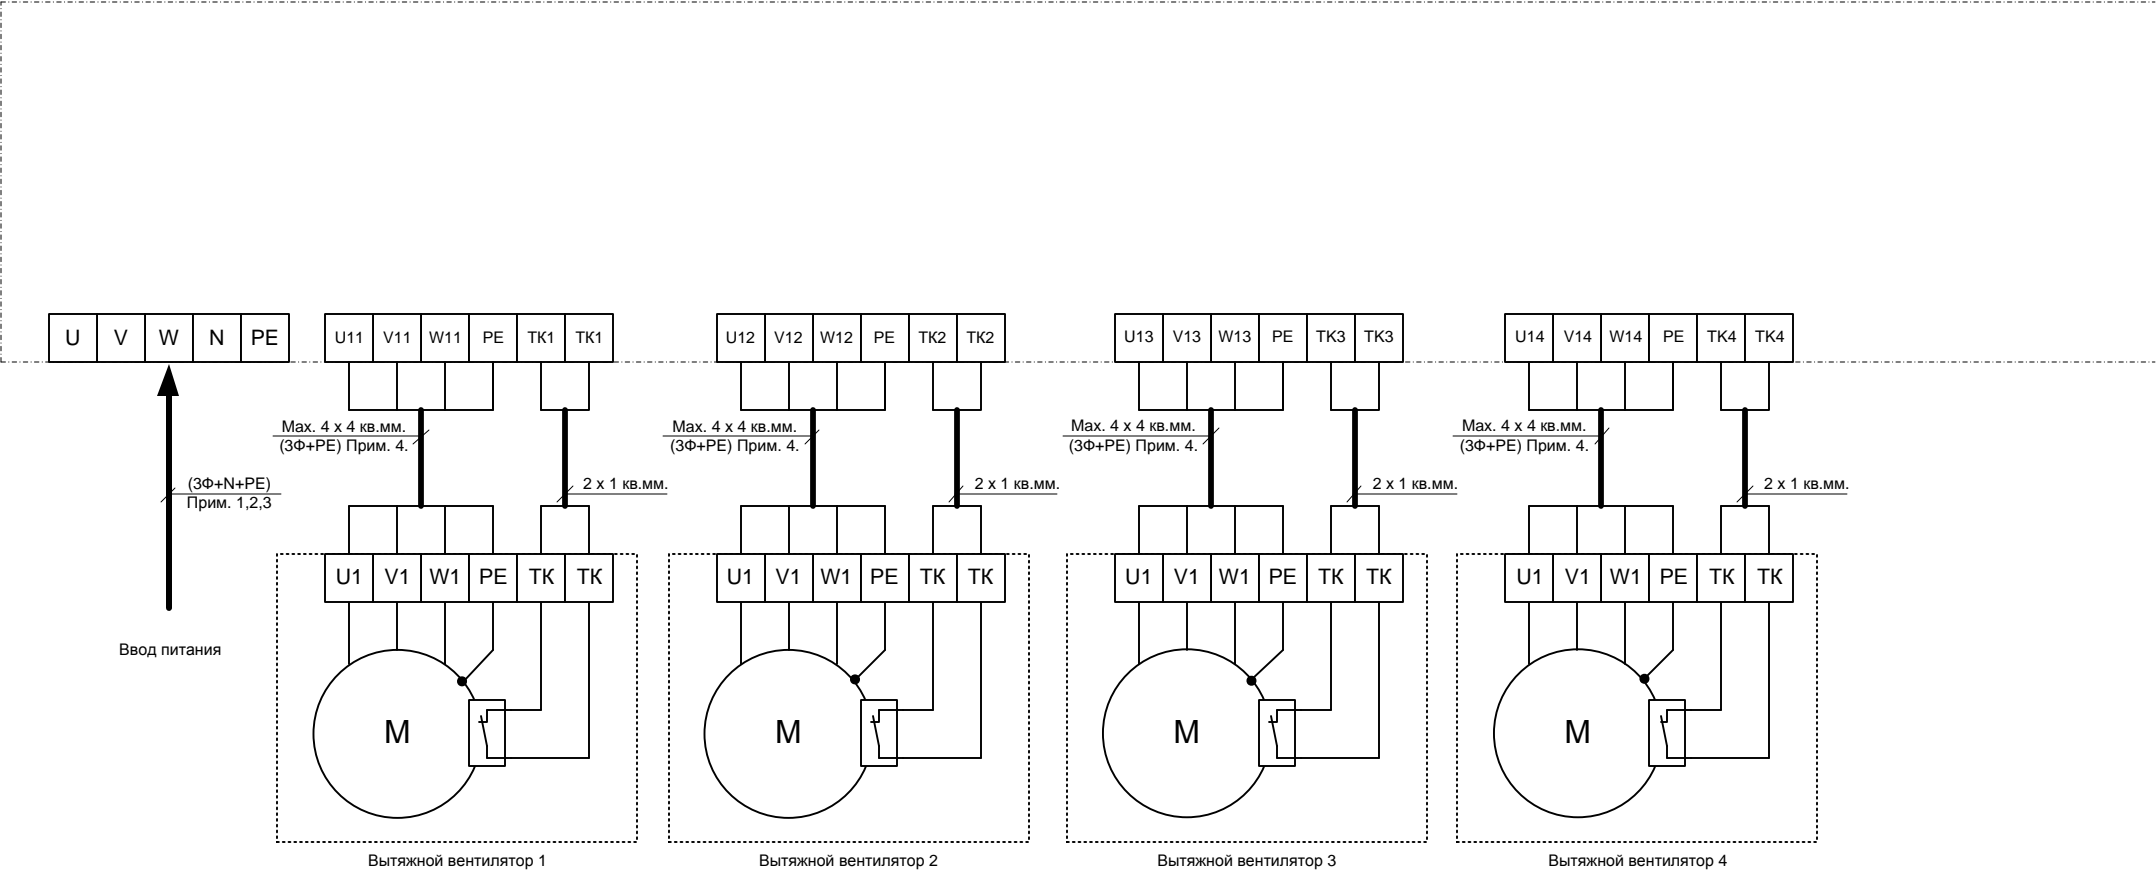 U V W N PE
U11 V11 W11 PE TK1 TK1
U12 V12 W12 PE TK2 TK2
U13 V13 W13 PE TK3 TK3
U14 V14 W14 PE TK4 TK4
Max. 4 x 4 кв.мм.
(3Ф+PE) Прим. 4.
Max. 4 x 4 кв.мм.
(3Ф+PE) Прим. 4.
Max. 4 x 4 кв.мм.
(3Ф+PE) Прим. 4.
Max. 4 x 4 кв.мм.
(3Ф+PE) Прим. 4.
(3Ф+N+PE)
Прим. 1,2,3
2 x 1 кв.мм.
2 x 1 кв.мм.
2 x 1 кв.мм.
2 x 1 кв.мм.
U1 V1 W1 PE TK TK
U1 V1 W1 PE TK TK
U1 V1 W1 PE TK TK
U1 V1 W1 PE TK TK
Ввод питания
M
M
M
M
Вытяжной вентилятор 1
Вытяжной вентилятор 2
Вытяжной вентилятор 3
Вытяжной вентилятор 4